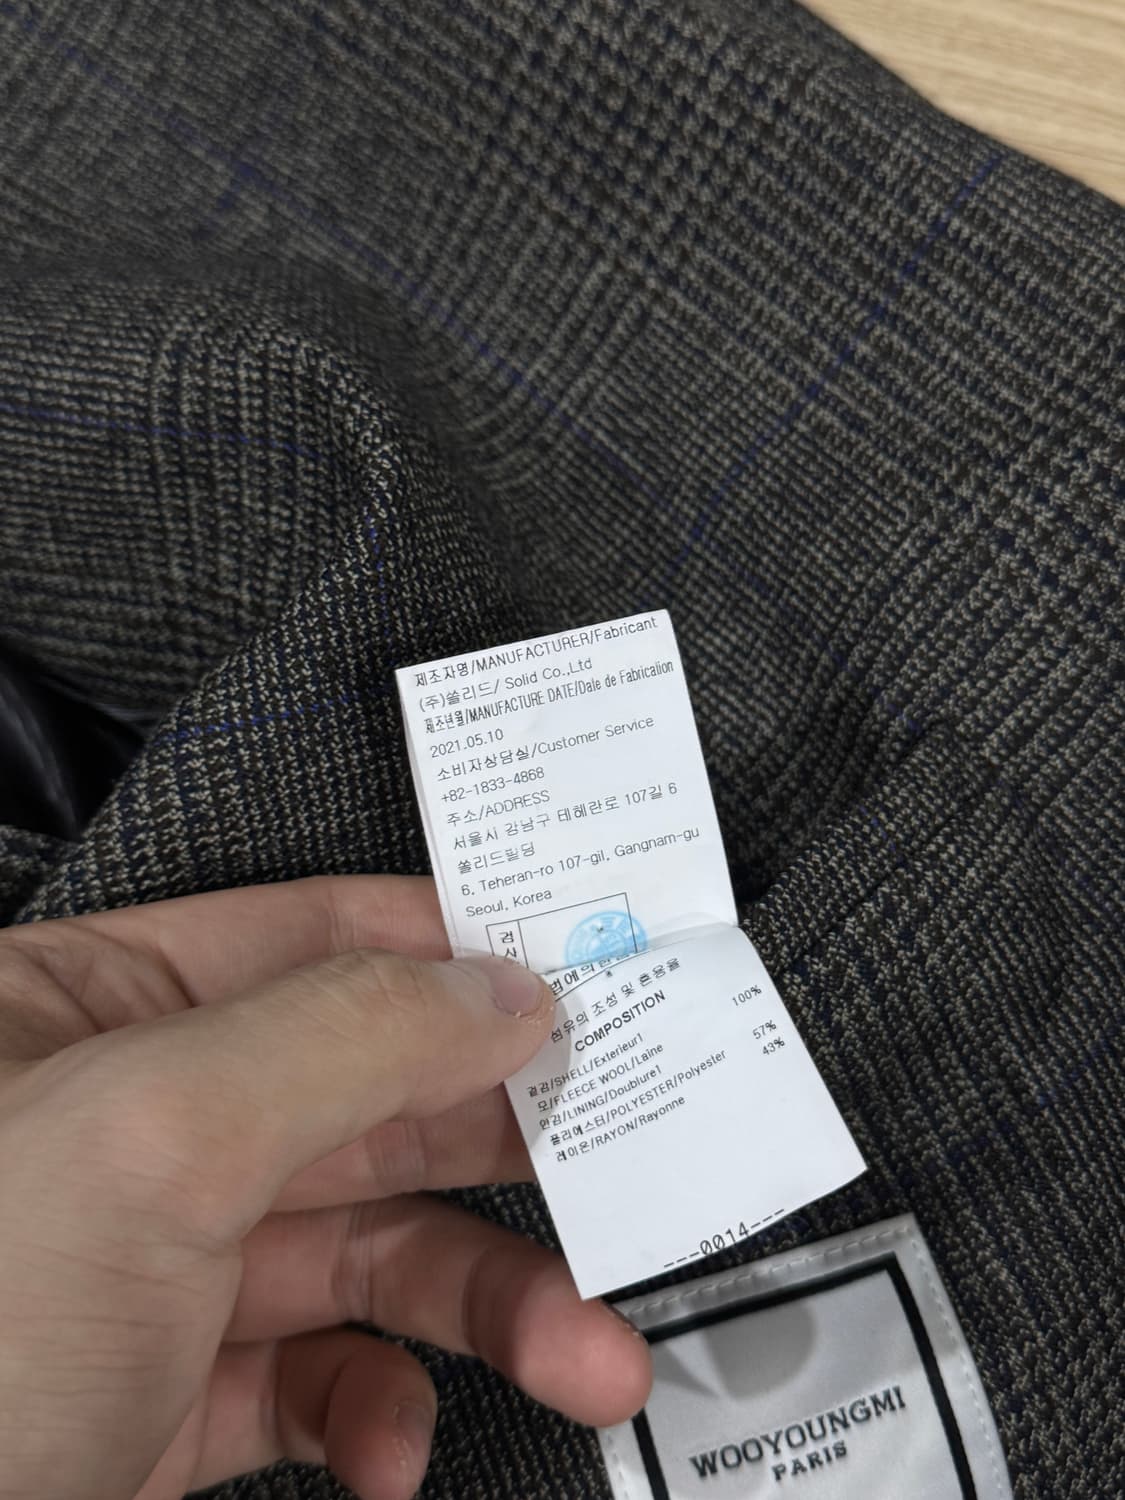 제조자명/MANUFACTURER/Fabricant
(주)쏠리드/ Solid Co.,Ltd
제조년월/MANUFACTURE DATE/Date de Fabrication
2021.05.10
소비자상담실/Customer Service
+82-1833-4868
주소/ADDRESS
서울시 강남구 테헤란로 107길 6
쏠리드빌딩
6, Teheran-ro 107-gil, Gangnam-gu
Seoul, Korea
검
사
섬유의 조성 및 혼용율
COMPOSITION
겉감/SHELL/Exterieur1
모/FLEECE WOOL/Laine 100%
안감/LINING/Doublure1
폴리에스터/POLYESTER/Polyester 57%
레이온/RAYON/Rayonne 43%
---0014---
WOOYOUNGMI
PARIS